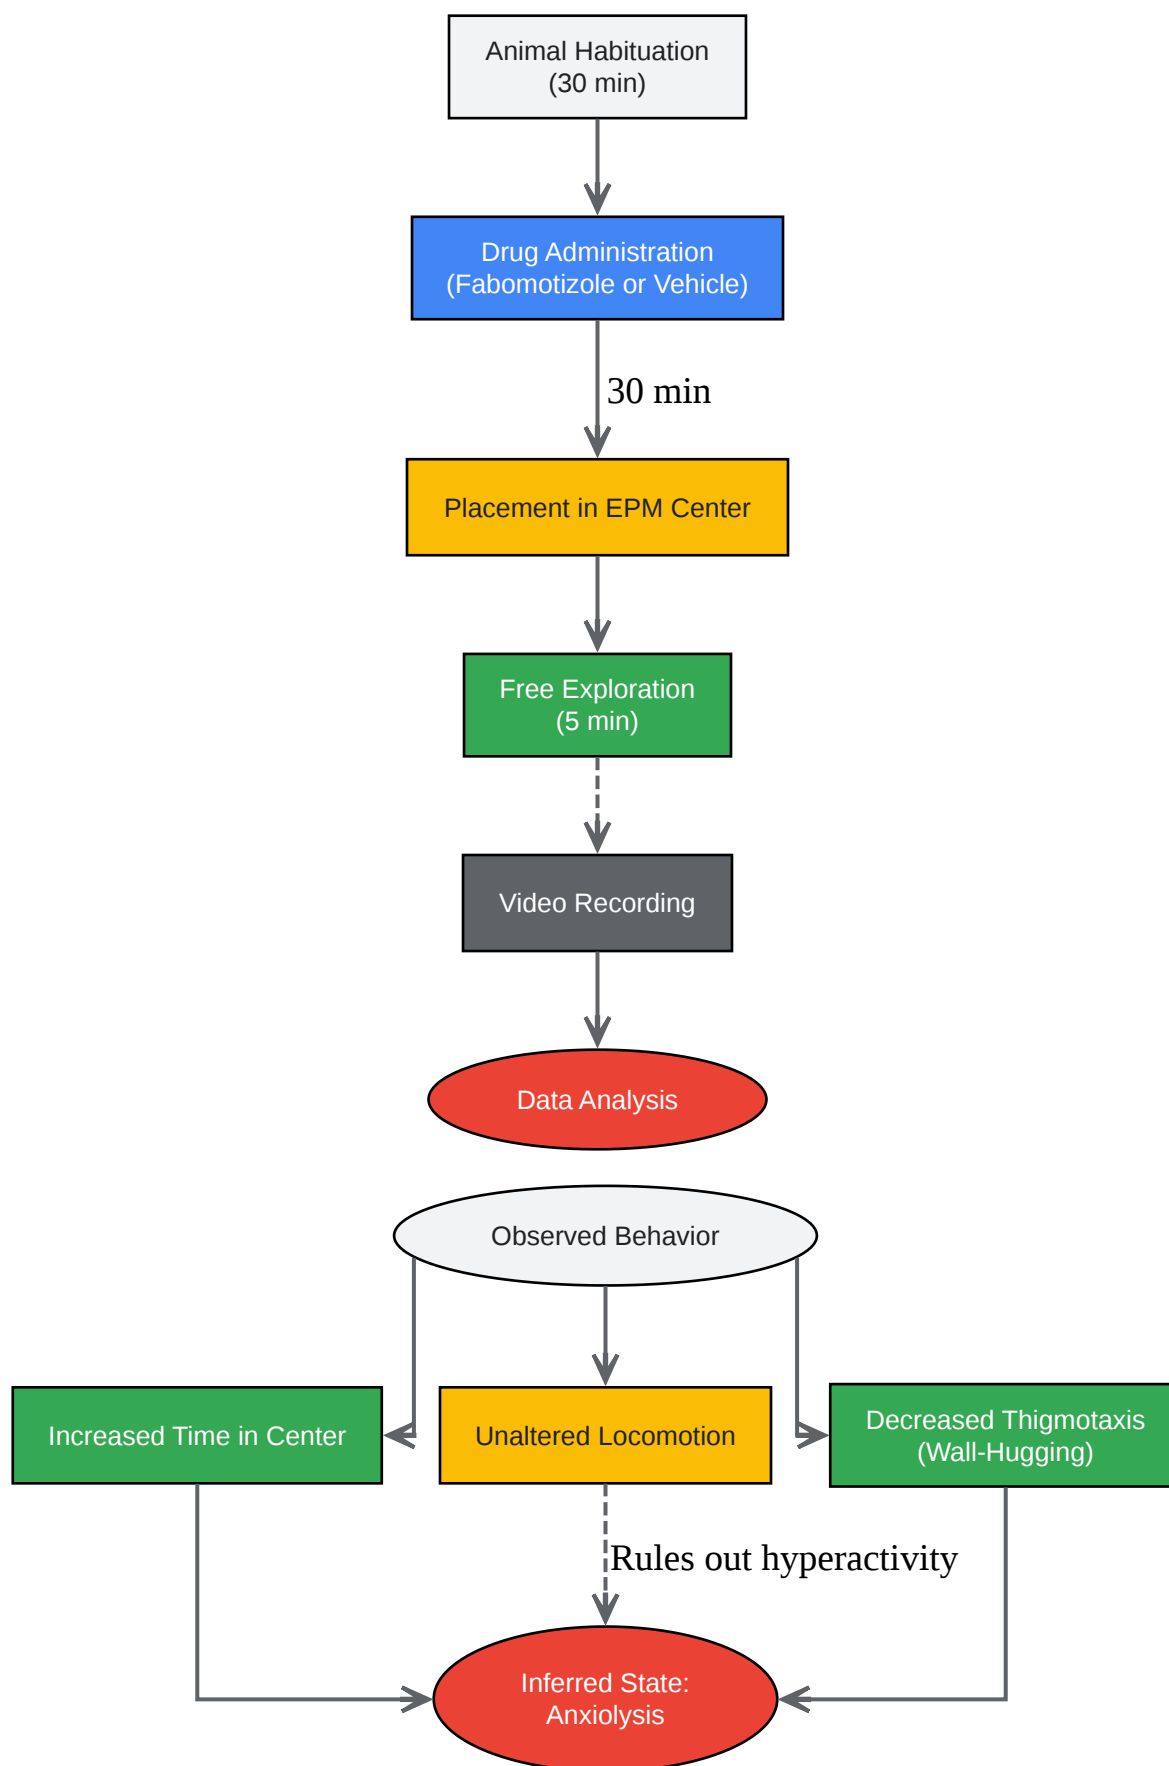 Animal Habituation
(30 min)
Drug Administration
(Fabomotizole or Vehicle)
30 min
Placement in EPM Center
Free Exploration
(5 min)
Video Recording
Data Analysis
Observed Behavior
Increased Time in Center
Unaltered Locomotion
Decreased Thigmotaxis
(Wall-Hugging)
Rules out hyperactivity
Inferred State:
Anxiolysis